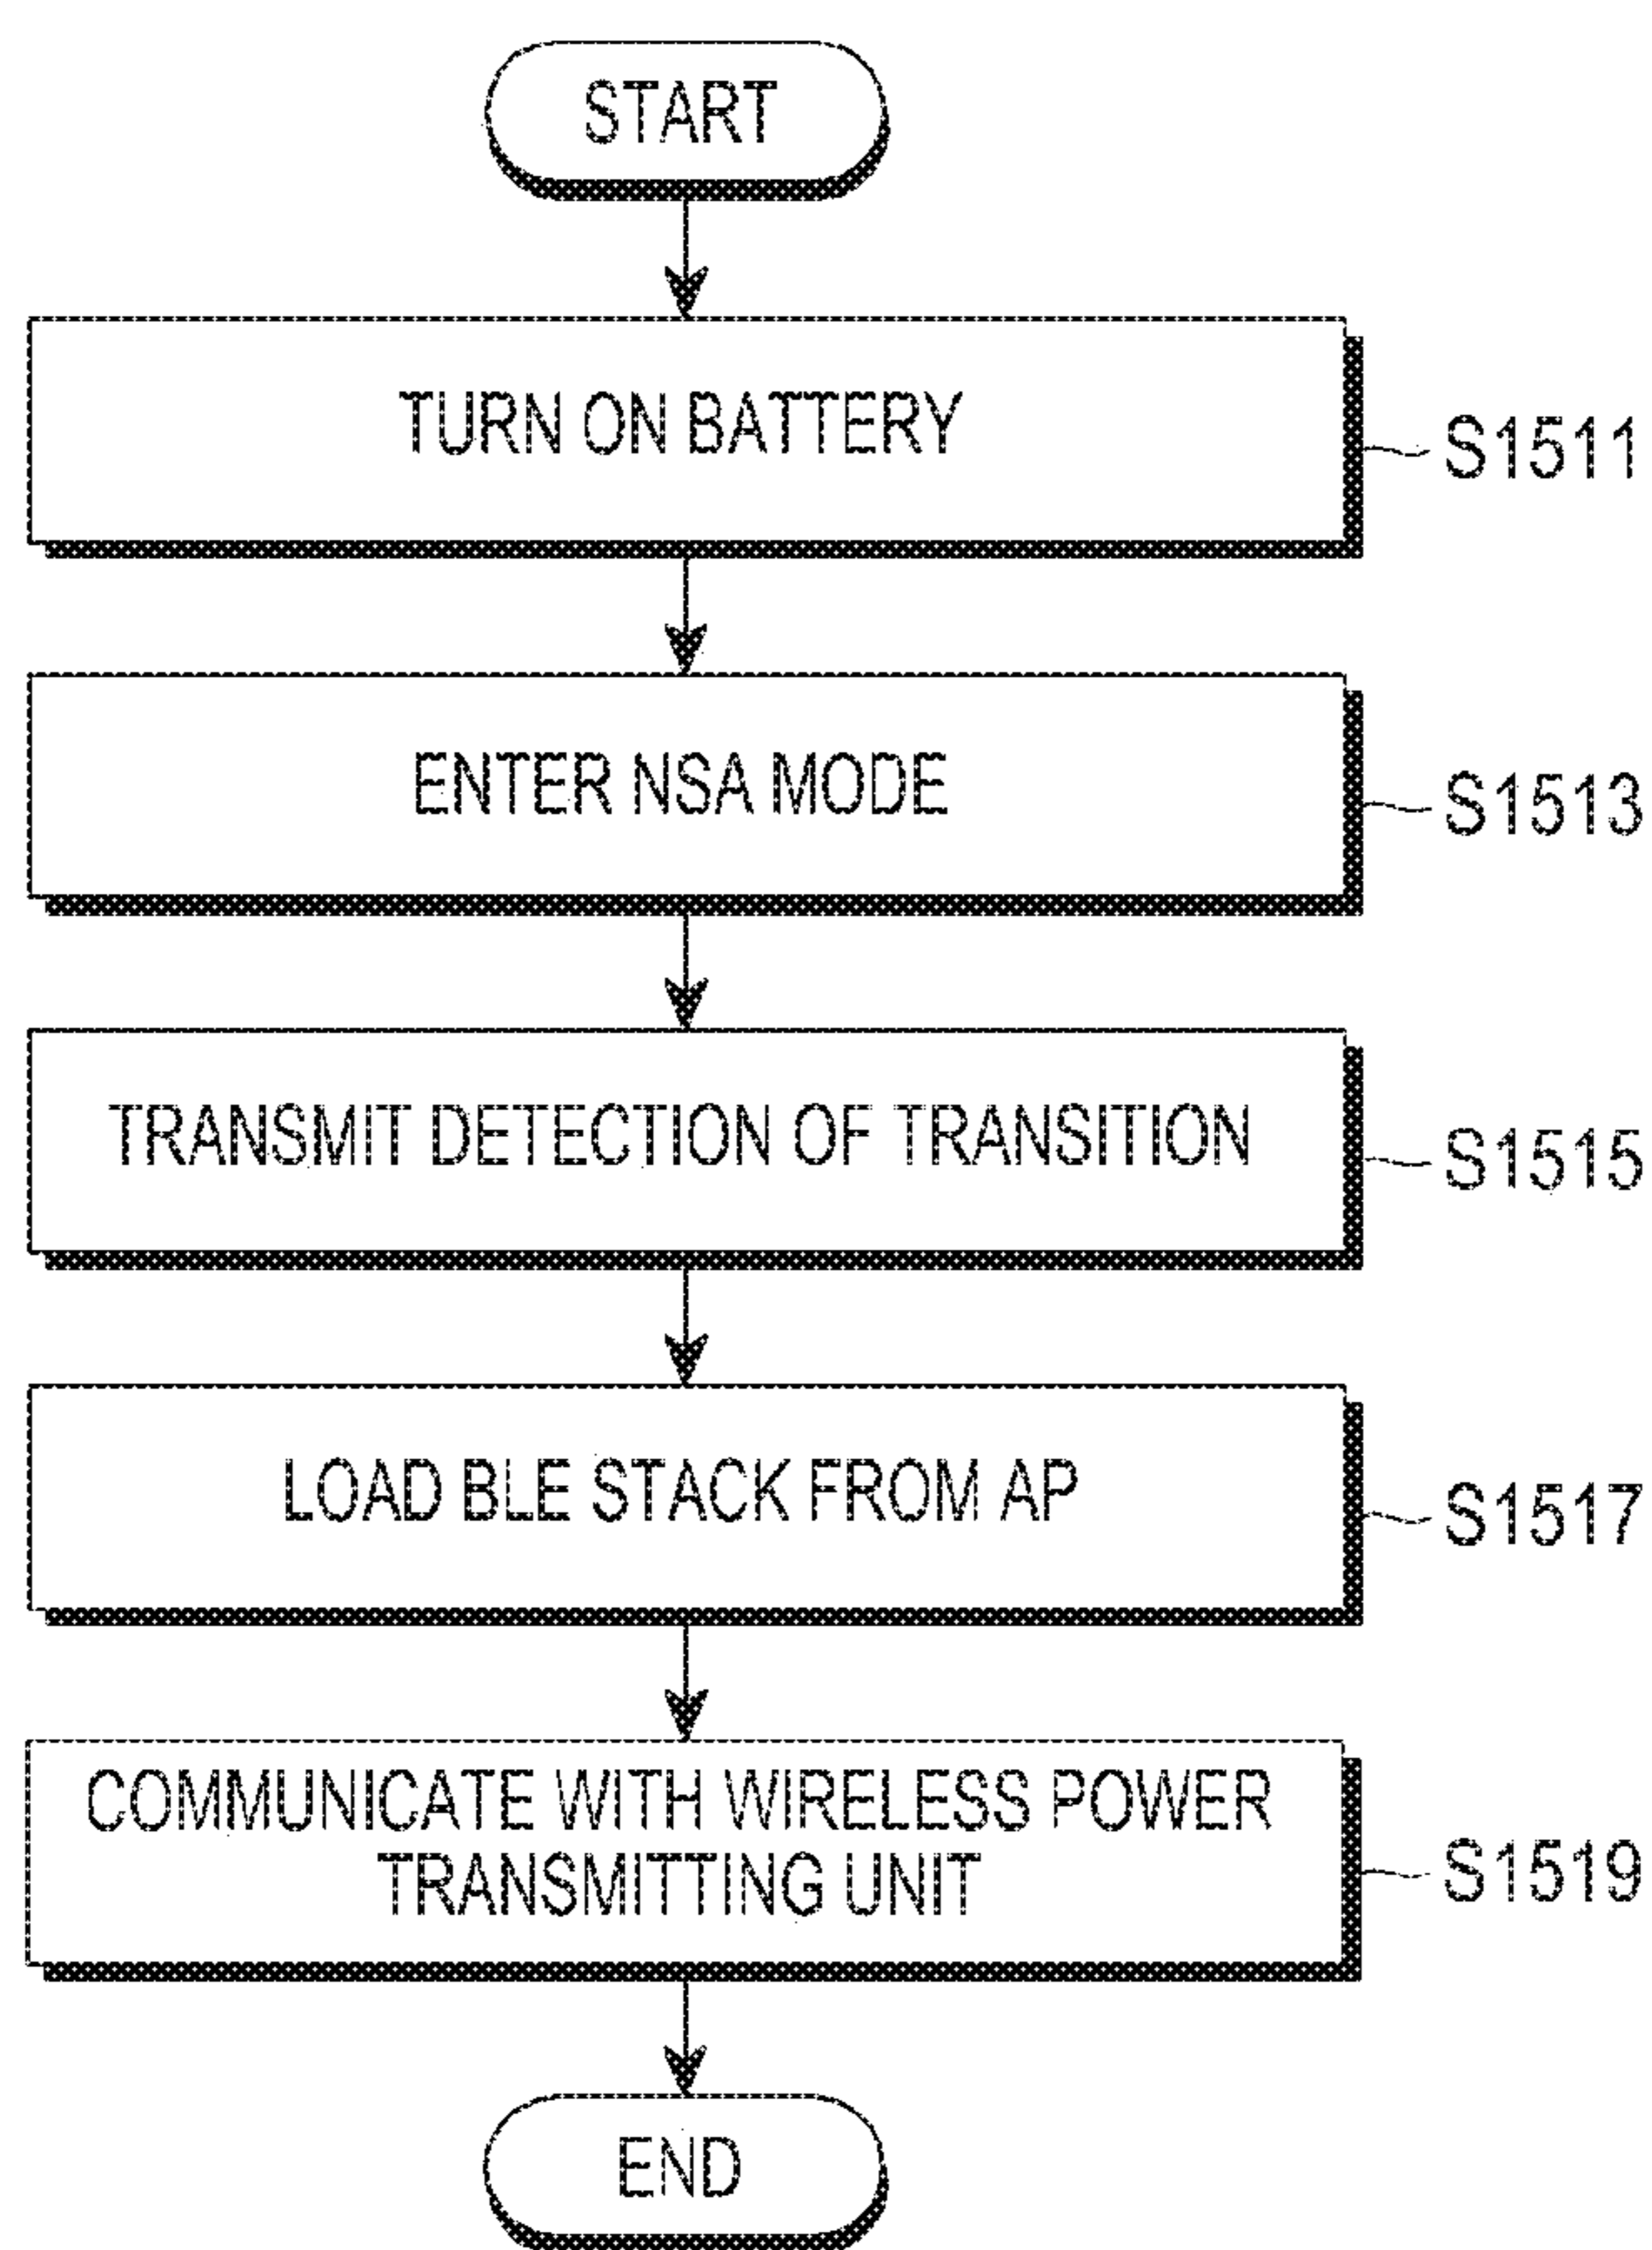 START
TURN ON BATTERY
S1511
ENTER NSA MODE
S1513
TRANSMIT DETECTION OF TRANSITION
S1515
LOAD BLE STACK FROM AP
S1517
COMMUNICATE WITH WIRELESS POWER
TRANSMITTING UNIT
S1519
END